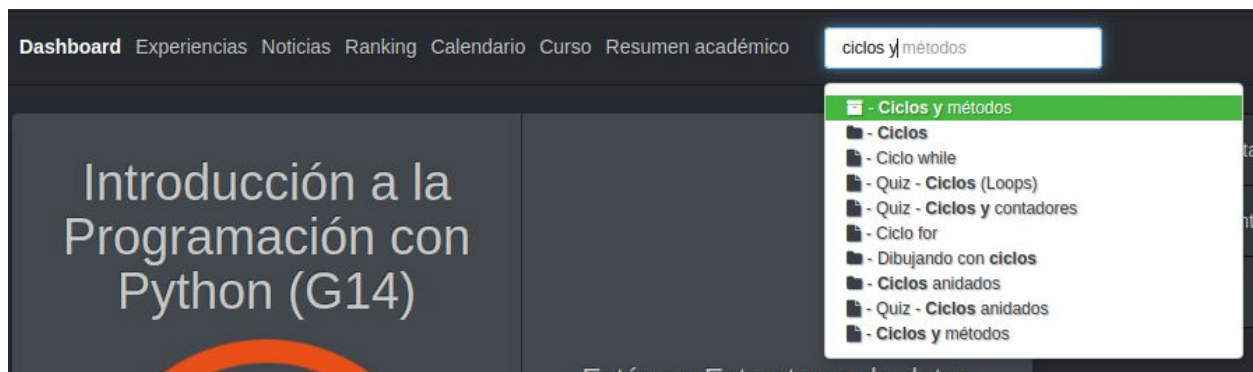 Dashboard Experiencias Noticias Ranking Calendario Curso Resumen académico
ciclos y métodos
- Ciclos y métodos
- Ciclos
- Ciclo while
- Quiz - Ciclos (Loops)
- Quiz - Ciclos y contadores
- Ciclo for
- Dibujando con ciclos
- Ciclos anidados
- Quiz - Ciclos anidados
- Ciclos y métodos
Introducción a la
Programación con
Python (G14)